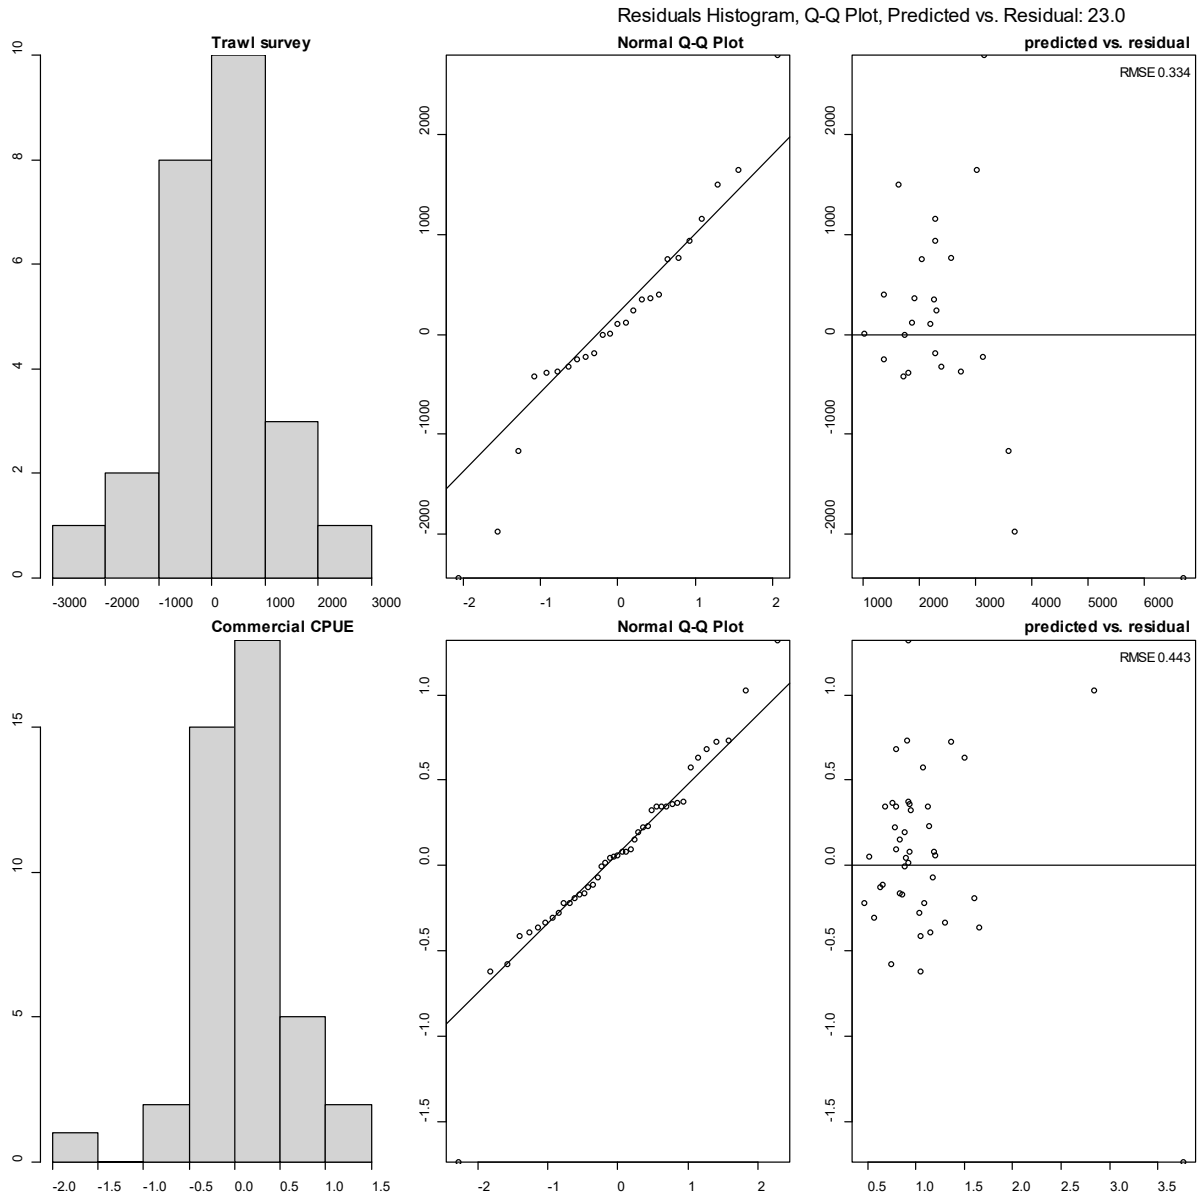 Residuals Histogram, Q-Q Plot, Predicted vs. Residual: 23.0
Trawl survey
Normal Q-Q Plot
predicted vs. residual
RMSE 0.334
10
8
6
4
2
0
-3000 -2000 -1000 0 1000 2000 3000
2000
1000
0
-1000
-2000
-2 -1 0 1 2
2000
1000
0
-1000
-2000
1000 2000 3000 4000 5000 6000
Commercial CPUE
Normal Q-Q Plot
predicted vs. residual
RMSE 0.443
15
10
5
0
-2.0 -1.0 -0.5 0.0 0.5 1.0 1.5
1.0
0.5
0.0
-0.5
-1.0
-1.5
-2 -1 0 1 2
1.0
0.5
0.0
-0.5
-1.0
-1.5
0.5 1.0 1.5 2.0 2.5 3.0 3.5